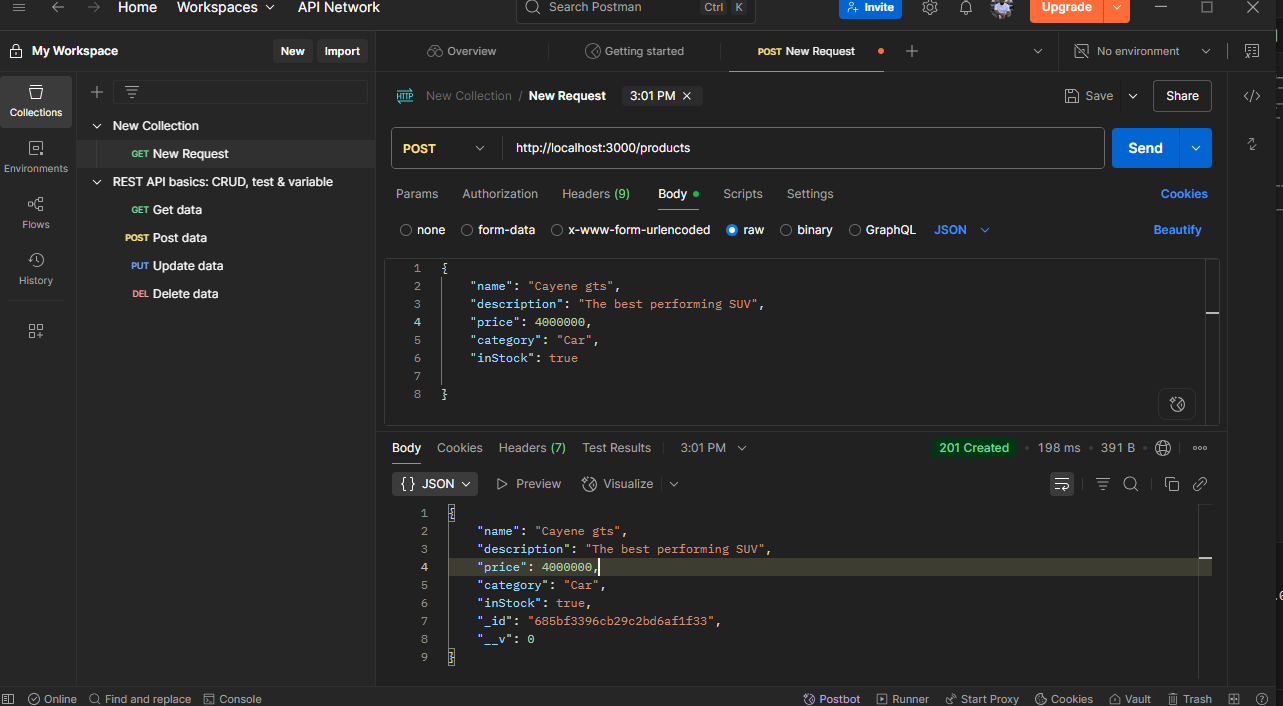 Home Workspaces API Network Search Postman Ctrl K Invite Upgrade
My Workspace New Import Overview Getting started POST New Request No environment
Collections
Environments
Flows
History
New Collection
GET New Request
REST API basics: CRUD, test & variable
GET Get data
POST Post data
PUT Update data
DEL Delete data
HTTP New Collection / New Request 3:01 PM Save Share
POST http://localhost:3000/products Send
Params Authorization Headers (9) Body Scripts Settings Cookies
none form-data x-www-form-urlencoded raw binary GraphQL JSON Beautify
1 {
2 "name": "Cayene gts",
3 "description": "The best performing SUV",
4 "price": 4000000,
5 "category": "Car",
6 "inStock": true
7
8 }
Body Cookies Headers (7) Test Results 3:01 PM 201 Created 198 ms 391 B
{} JSON Preview Visualize
1 {
2 "name": "Cayene gts",
3 "description": "The best performing SUV",
4 "price": 4000000,
5 "category": "Car",
6 "inStock": true,
7 "_id": "685bf3396cb29c2bd6af1f33",
8 "__v": 0
9 }
Online Find and replace Console Postbot Runner Start Proxy Cookies Vault Trash